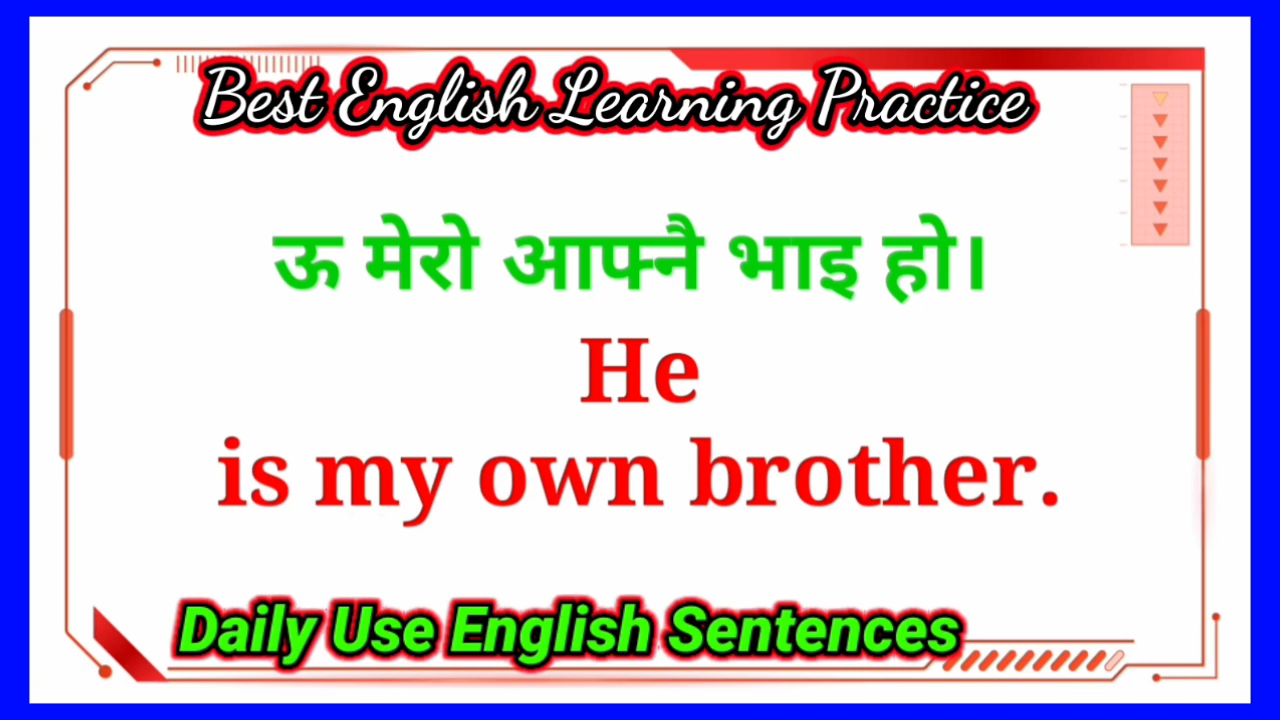 Best English Learning Practice
ऊ मेरो आफ्नै भाइ हो।
He
is my own brother.
Daily Use English Sentences